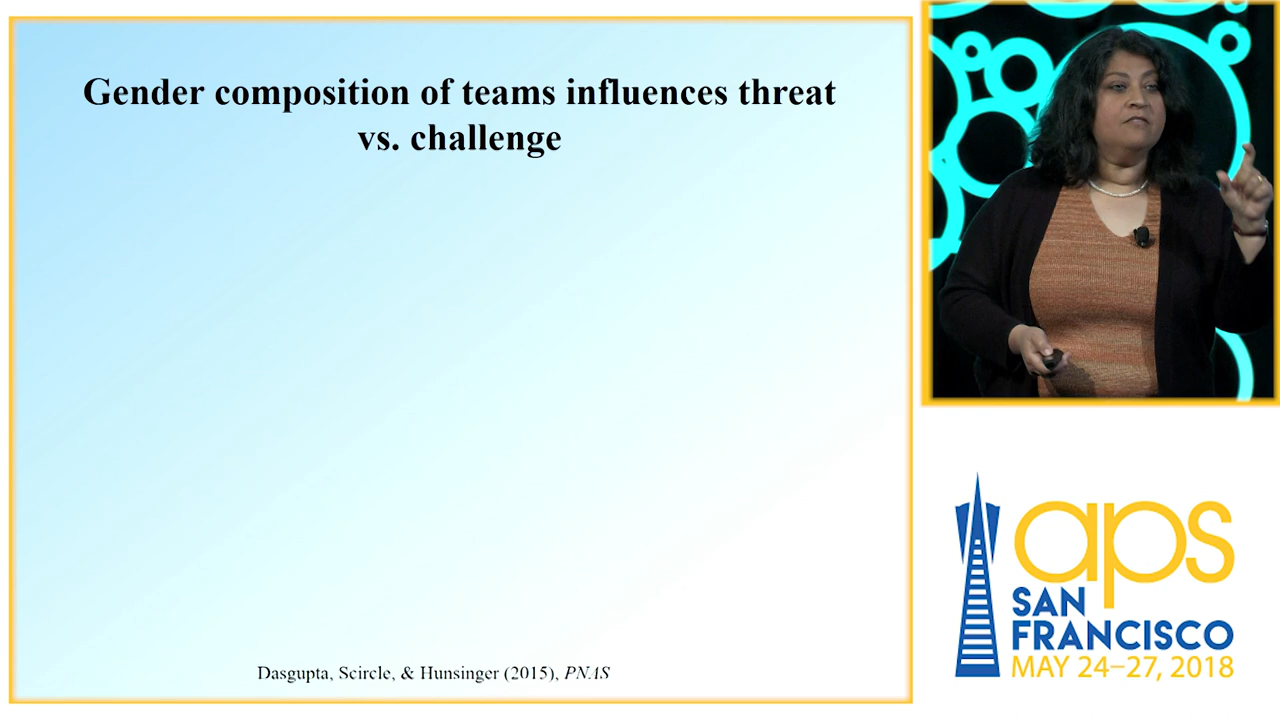 Gender composition of teams influences threat
vs. challenge
Dasgupta, Scircle, & Hunsinger (2015), PNAS
aps
SAN
FRANCISCO
MAY 24–27, 2018